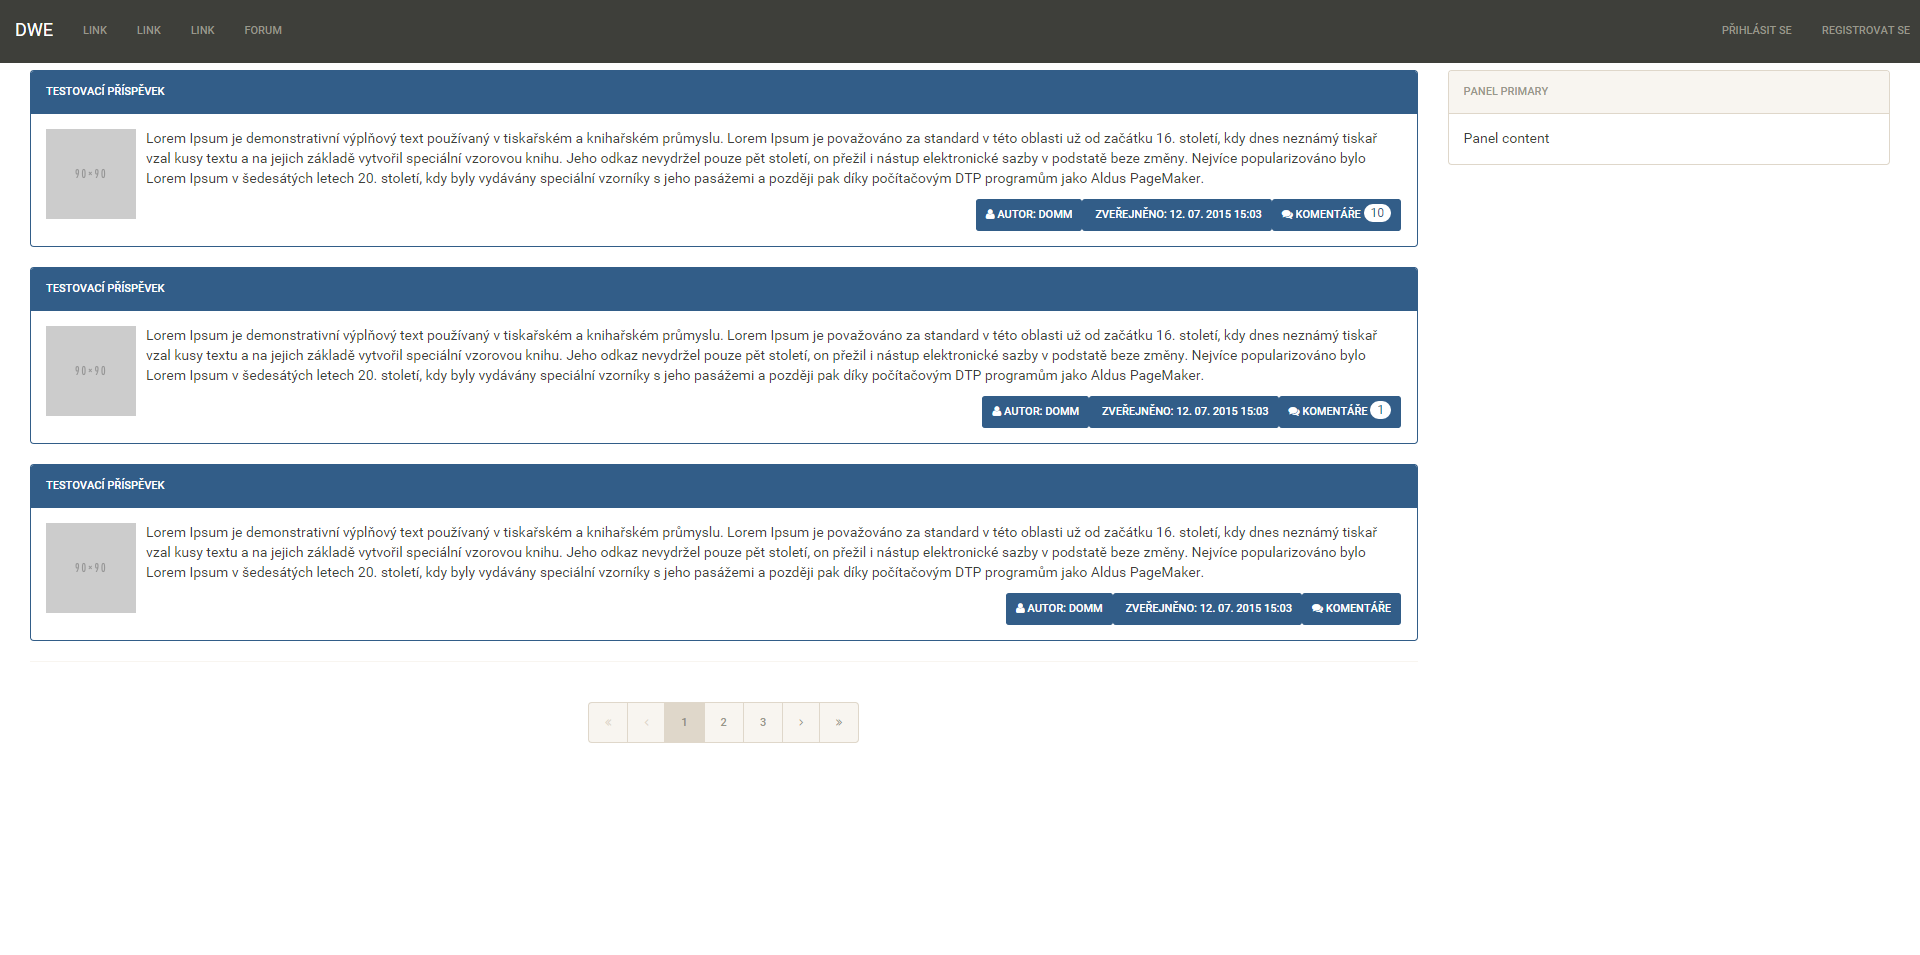 DWE LINK LINK LINK FORUM PŘIHLÁSIT SE REGISTROVAT SE
TESTOVACÍ PŘÍSPĚVEK
90×90
Lorem Ipsum je demonstrativní výplňový text používaný v tiskařském a knihařském průmyslu. Lorem Ipsum je považováno za standard v této oblasti už od začátku 16. století, kdy dnes neznámý tiskař
vzal kusy textu a na jejich základě vytvořil speciální vzorovou knihu. Jeho odkaz nevydržel pouze pět století, on přežil i nástup elektronické sazby v podstatě beze změny. Nejvíce popularizováno bylo
Lorem Ipsum v šedesátých letech 20. století, kdy byly vydávány speciální vzorníky s jeho pasážemi a později pak díky počítačovým DTP programům jako Aldus PageMaker.
AUTOR: DOMM ZVEŘEJNĚNO: 12. 07. 2015 15:03 KOMENTÁŘE 10
TESTOVACÍ PŘÍSPĚVEK
90×90
Lorem Ipsum je demonstrativní výplňový text používaný v tiskařském a knihařském průmyslu. Lorem Ipsum je považováno za standard v této oblasti už od začátku 16. století, kdy dnes neznámý tiskař
vzal kusy textu a na jejich základě vytvořil speciální vzorovou knihu. Jeho odkaz nevydržel pouze pět století, on přežil i nástup elektronické sazby v podstatě beze změny. Nejvíce popularizováno bylo
Lorem Ipsum v šedesátých letech 20. století, kdy byly vydávány speciální vzorníky s jeho pasážemi a později pak díky počítačovým DTP programům jako Aldus PageMaker.
AUTOR: DOMM ZVEŘEJNĚNO: 12. 07. 2015 15:03 KOMENTÁŘE 1
TESTOVACÍ PŘÍSPĚVEK
90×90
Lorem Ipsum je demonstrativní výplňový text používaný v tiskařském a knihařském průmyslu. Lorem Ipsum je považováno za standard v této oblasti už od začátku 16. století, kdy dnes neznámý tiskař
vzal kusy textu a na jejich základě vytvořil speciální vzorovou knihu. Jeho odkaz nevydržel pouze pět století, on přežil i nástup elektronické sazby v podstatě beze změny. Nejvíce popularizováno bylo
Lorem Ipsum v šedesátých letech 20. století, kdy byly vydávány speciální vzorníky s jeho pasážemi a později pak díky počítačovým DTP programům jako Aldus PageMaker.
AUTOR: DOMM ZVEŘEJNĚNO: 12. 07. 2015 15:03 KOMENTÁŘE
« ‹ 1 2 3 › »
PANEL PRIMARY
Panel content